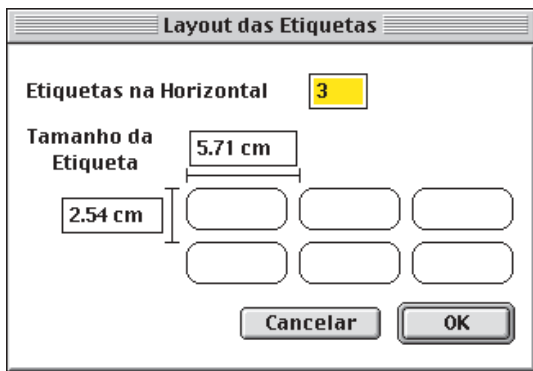 Layout das Etiquetas
Etiquetas na Horizontal 3
Tamanho da
Etiqueta
5.71 cm
2.54 cm
Cancelar OK